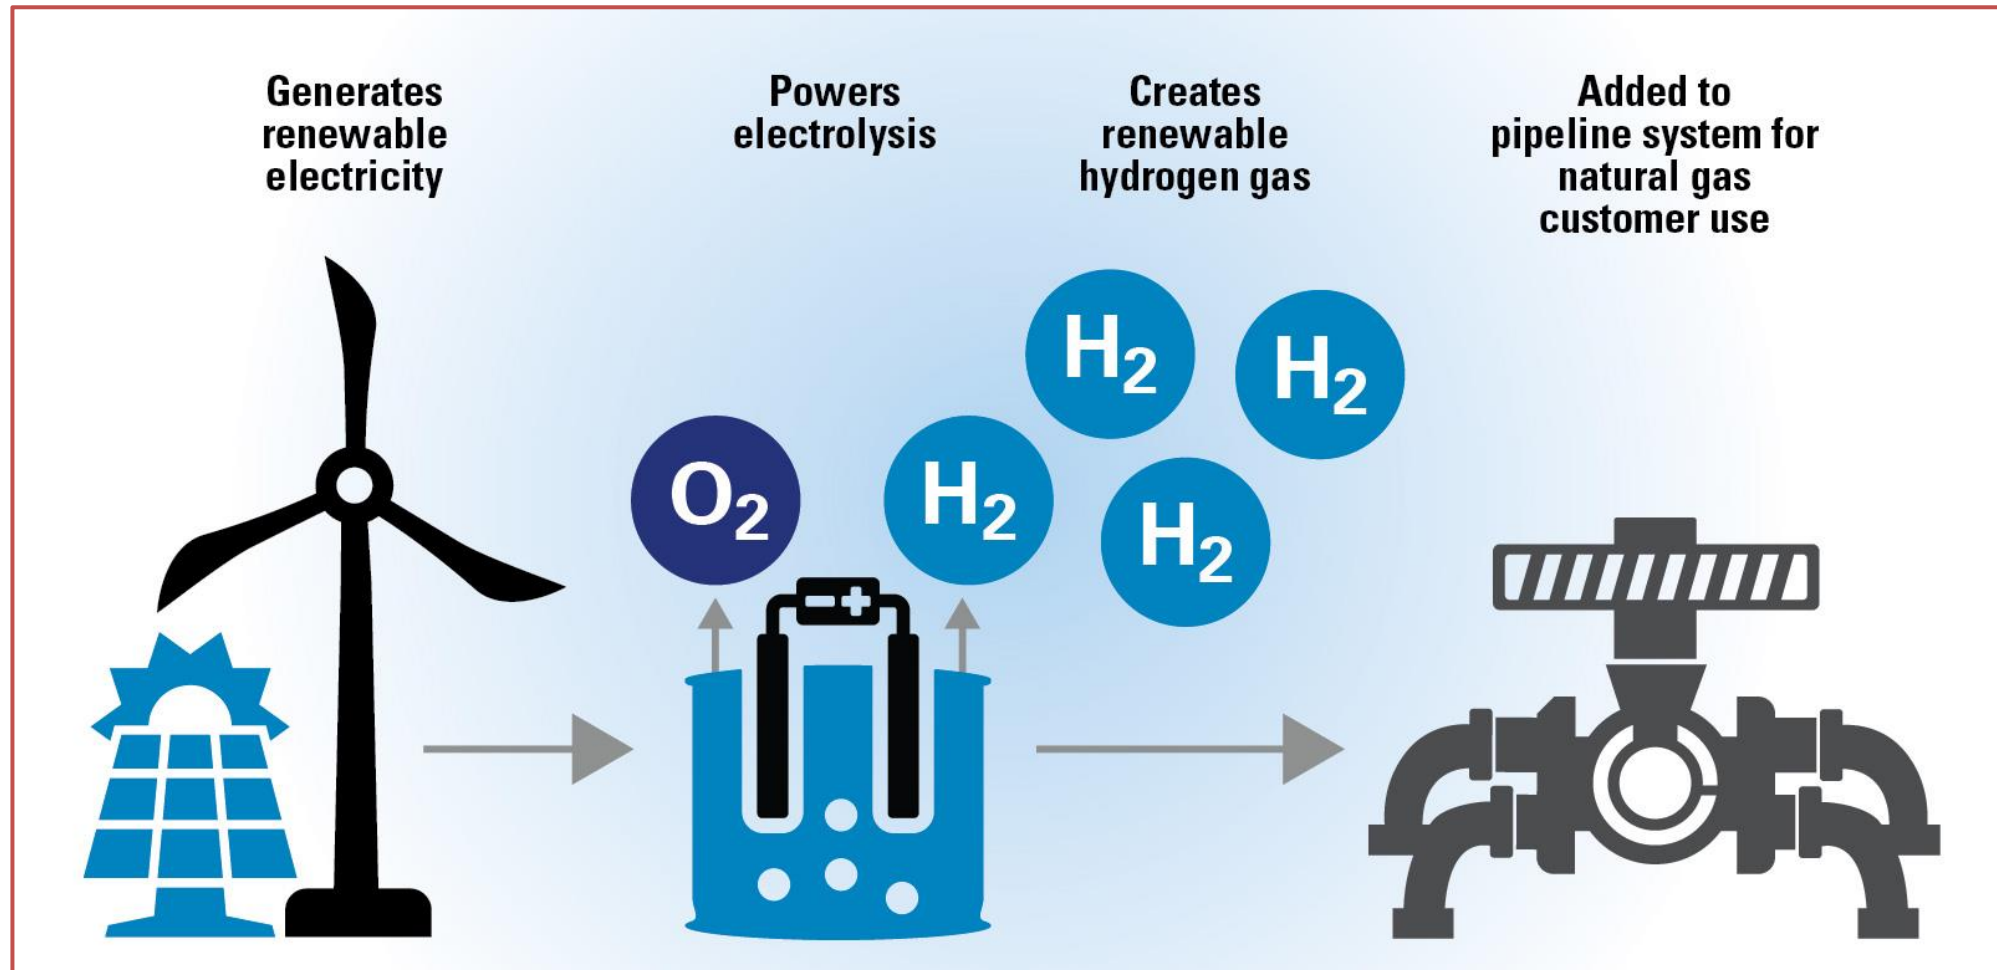 Generates
renewable
electricity
Powers
electrolysis
Creates
renewable
hydrogen gas
Added to
pipeline system for
natural gas
customer use
O₂
H₂
H₂
H₂
H₂